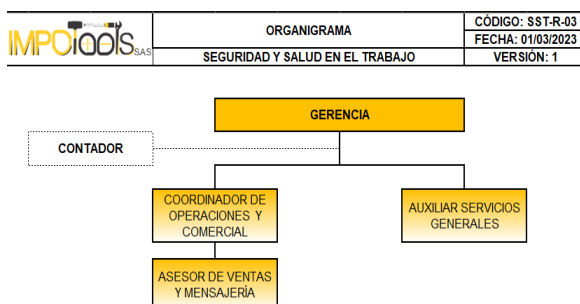 IMPOTools SAS
ORGANIGRAMA
CÓDIGO: SST-R-03
FECHA: 01/03/2023
SEGURIDAD Y SALUD EN EL TRABAJO
VERSIÓN: 1
GERENCIA
CONTADOR
COORDINADOR DE
OPERACIONES Y
COMERCIAL
AUXILIAR SERVICIOS
GENERALES
ASESOR DE VENTAS
Y MENSAJERÍA